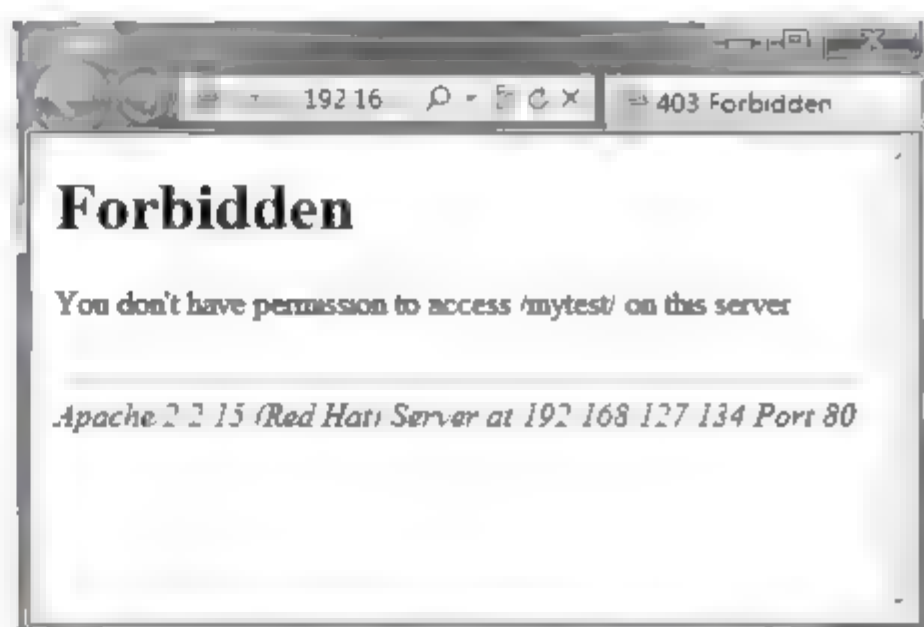 192 16
403 Forbidden
Forbidden
You don't have permission to access /mytest/ on this server
Apache 2 2 15 (Red Hat) Server at 192 168 127 134 Port 80